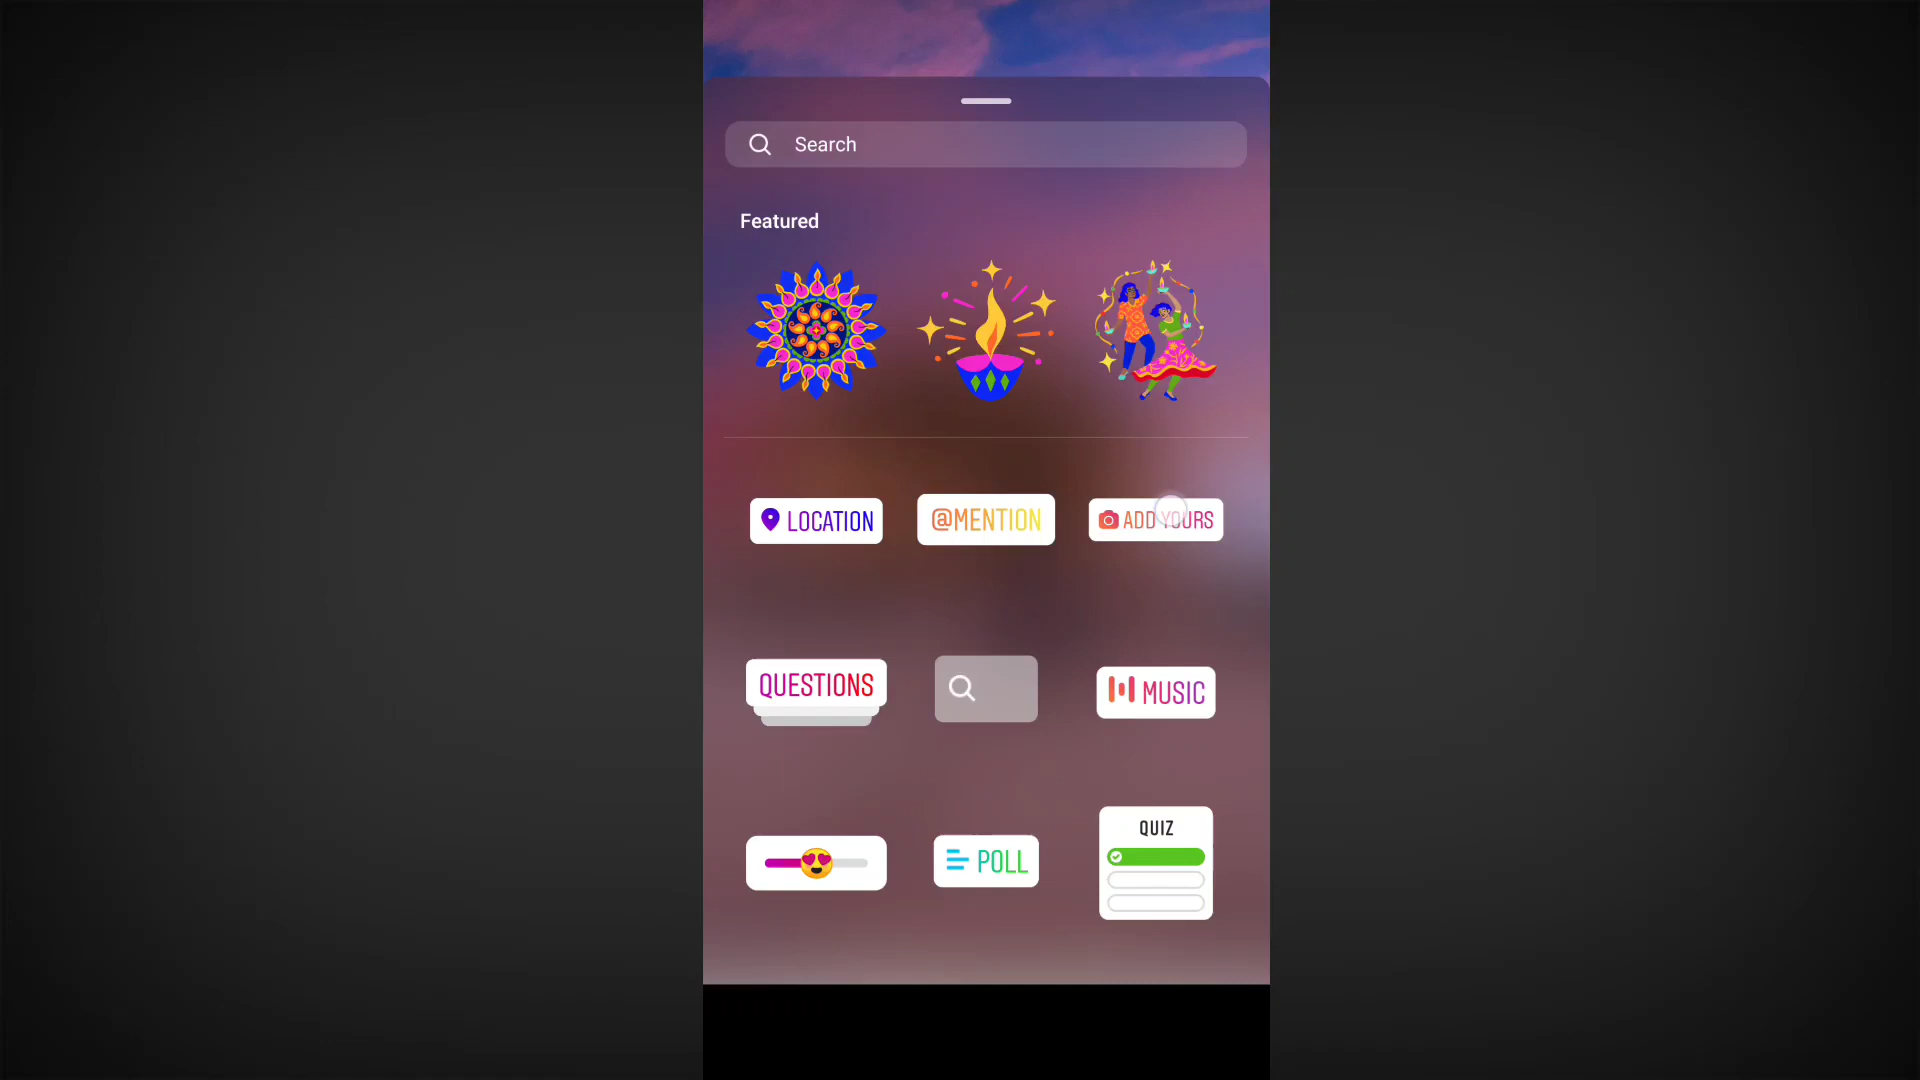 Search
Featured
LOCATION
@MENTION
ADD YOURS
QUESTIONS
MUSIC
POLL
QUIZ